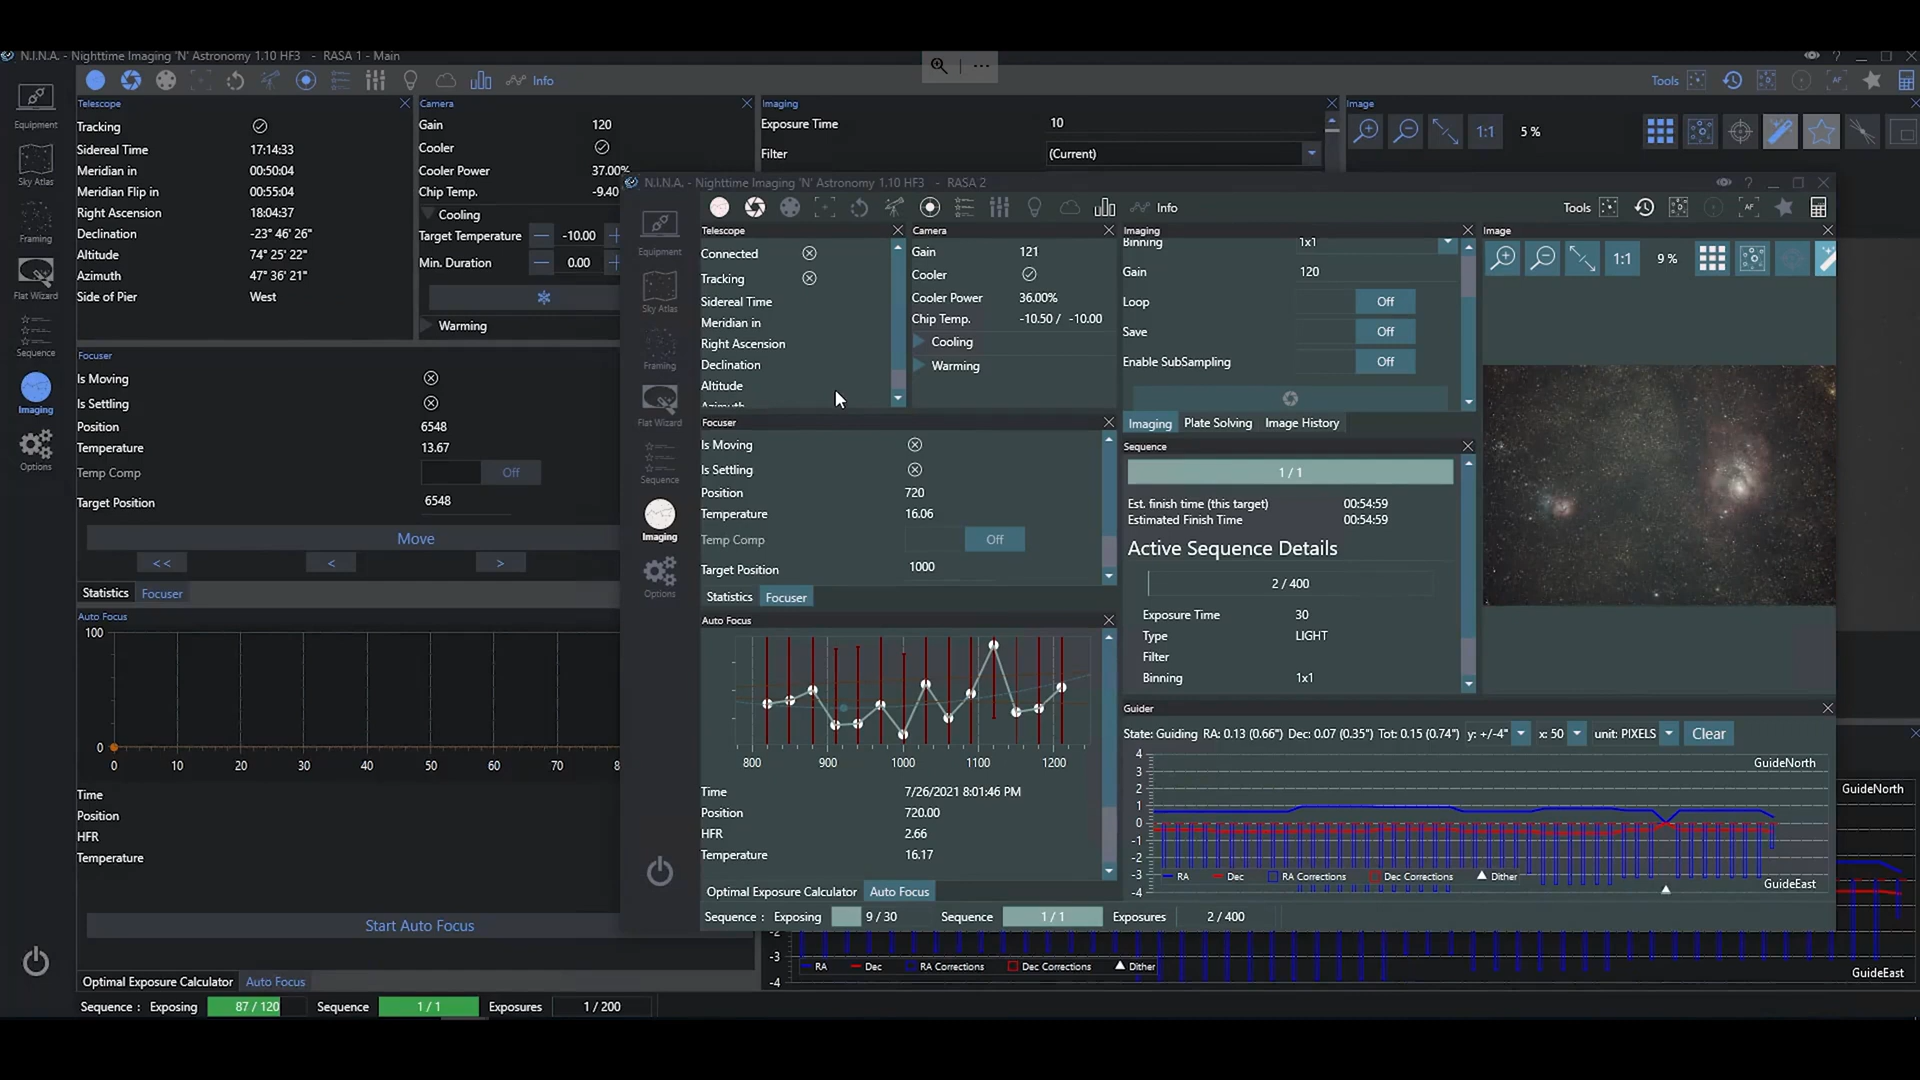 N.I.N.A. - Nighttime Imaging 'N' Astronomy 1.10 HF3 - RASA 1 - Main
Info
Tools
Equipment
Sky Atlas
Framing
Flat Wizard
Sequence
Imaging
Options
Telescope
Tracking
Sidereal Time 17:14:33
Meridian in 00:50:04
Meridian Flip in 00:55:04
Right Ascension 18:04:37
Declination -23° 46' 26"
Altitude 74° 25' 22"
Azimuth 47° 36' 21"
Side of Pier West
Camera
Gain 120
Cooler
Cooler Power 37.00%
Chip Temp. -9.40
Cooling
Target Temperature -10.00
Min. Duration 0.00
Warming
Imaging
Exposure Time 10
Filter (Current)
Image
1:1 5 %
Focuser
Is Moving
Is Settling
Position 6548
Temperature 13.67
Temp Comp Off
Target Position 6548
Move
<< < >
Statistics Focuser
Auto Focus
100
0
0 10 20 30 40 50 60 70
Time
Position
HFR
Temperature
Start Auto Focus
Optimal Exposure Calculator Auto Focus
Sequence : Exposing 87 / 120 Sequence 1 / 1 Exposures 1 / 200
N.I.N.A. - Nighttime Imaging 'N' Astronomy 1.10 HF3 - RASA 2
Info
Tools
Equipment
Sky Atlas
Framing
Flat Wizard
Sequence
Imaging
Options
Telescope
Connected
Tracking
Sidereal Time
Meridian in
Right Ascension
Declination
Altitude
Azimuth
Camera
Gain 121
Cooler
Cooler Power 36.00%
Chip Temp. -10.50 / -10.00
Cooling
Warming
Imaging
Binning 1x1
Gain 120
Loop Off
Save Off
Enable SubSampling Off
Imaging Plate Solving Image History
Image
1:1 9 %
Focuser
Is Moving
Is Settling
Position 720
Temperature 16.06
Temp Comp Off
Target Position 1000
Statistics Focuser
Sequence
1 / 1
Est. finish time (this target) 00:54:59
Estimated Finish Time 00:54:59
Active Sequence Details
2 / 400
Exposure Time 30
Type LIGHT
Filter
Binning 1x1
Auto Focus
800 900 1000 1100 1200
Time 7/26/2021 8:01:46 PM
Position 720.00
HFR 2.66
Temperature 16.17
Optimal Exposure Calculator Auto Focus
Guider
State: Guiding RA: 0.13 (0.66") Dec: 0.07 (0.35") Tot: 0.15 (0.74") y: +/-4" x: 50 unit: PIXELS Clear
4
3
2
1
0
-1
-2
-3
-4
GuideNorth
GuideEast
RA Dec RA Corrections Dec Corrections Dither
Sequence : Exposing 9 / 30 Sequence 1 / 1 Exposures 2 / 400
GuideNorth
-2
-3
-4
RA Dec RA Corrections Dec Corrections Dither
GuideEast